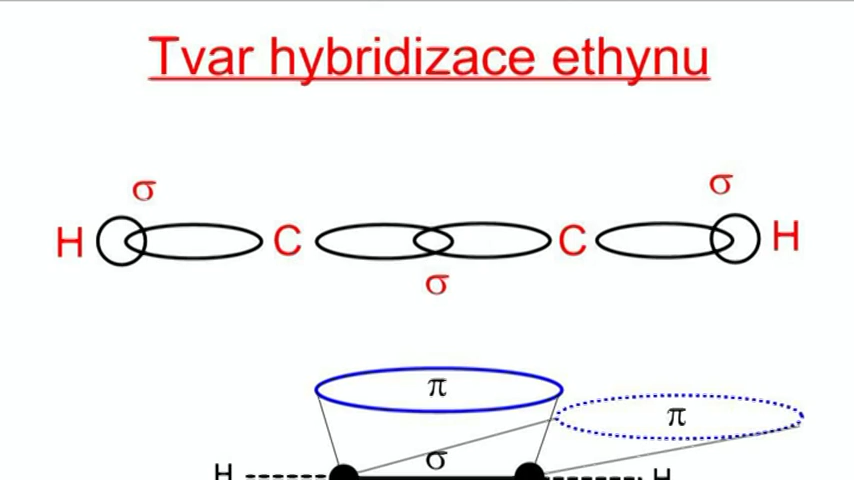 Tvar hybridizace ethynu
σ σ
H C C H
σ
π
π
σ
H H